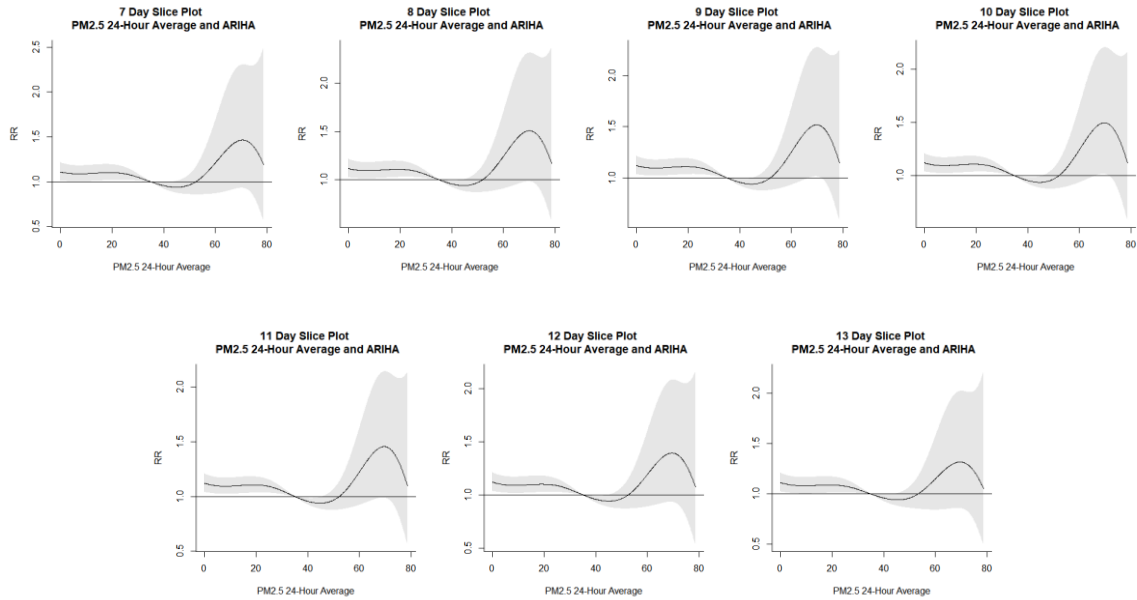 7 Day Slice Plot
PM2.5 24-Hour Average and ARIHA
RR
2.5
2.0
1.5
1.0
0.5
0 20 40 60 80
PM2.5 24-Hour Average
8 Day Slice Plot
PM2.5 24-Hour Average and ARIHA
RR
2.0
1.5
1.0
0 20 40 60 80
PM2.5 24-Hour Average
9 Day Slice Plot
PM2.5 24-Hour Average and ARIHA
RR
2.0
1.5
1.0
0 20 40 60 80
PM2.5 24-Hour Average
10 Day Slice Plot
PM2.5 24-Hour Average and ARIHA
RR
2.0
1.5
1.0
0 20 40 60 80
PM2.5 24-Hour Average
11 Day Slice Plot
PM2.5 24-Hour Average and ARIHA
RR
2.0
1.5
1.0
0.5
0 20 40 60 80
PM2.5 24-Hour Average
12 Day Slice Plot
PM2.5 24-Hour Average and ARIHA
RR
2.0
1.5
1.0
0.5
0 20 40 60 80
PM2.5 24-Hour Average
13 Day Slice Plot
PM2.5 24-Hour Average and ARIHA
RR
2.0
1.5
1.0
0.5
0 20 40 60 80
PM2.5 24-Hour Average